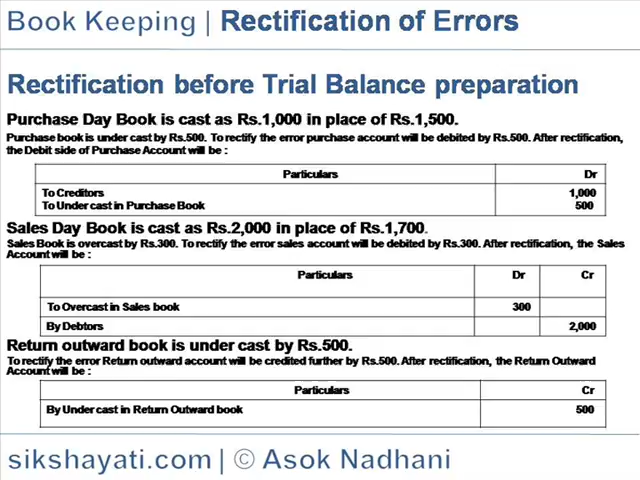 Book Keeping | Rectification of Errors
Rectification before Trial Balance preparation
Purchase Day Book is cast as Rs.1,000 in place of Rs.1,500.
Purchase book is under cast by Rs.500. To rectify the error purchase account will be debited by Rs.500. After rectification,
the Debit side of Purchase Account will be :
Particulars Dr
To Creditors 1,000
To Under cast in Purchase Book 500
Sales Day Book is cast as Rs.2,000 in place of Rs.1,700.
Sales Book is overcast by Rs.300. To rectify the error sales account will be debited by Rs.300. After rectification, the Sales
Account will be :
Particulars Dr Cr
To Overcast in Sales book 300
By Debtors 2,000
Return outward book is under cast by Rs.500.
To rectify the error Return outward account will be credited further by Rs.500. After rectification, the Return Outward
Account will be :
Particulars Cr
By Under cast in Return Outward book 500
sikshayati.com | © Asok Nadhani